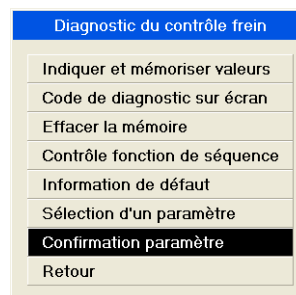 Diagnostic du contrôle frein
Indiquer et mémoriser valeurs
Code de diagnostic sur écran
Effacer la mémoire
Contrôle fonction de séquence
Information de défaut
Sélection d'un paramètre
Confirmation paramètre
Retour